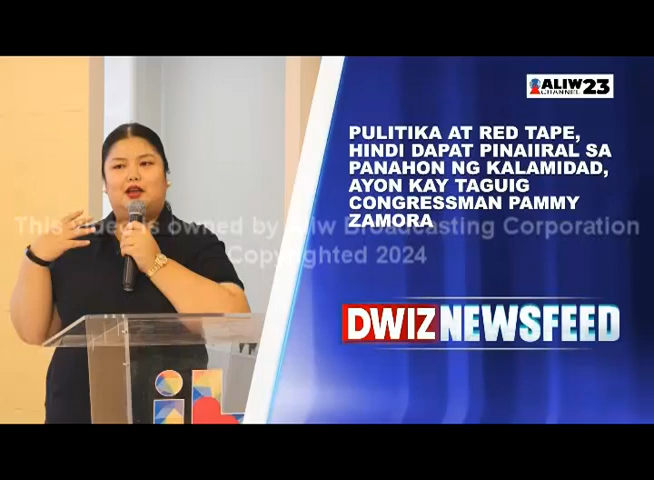 ALIW 23
CHANNEL
PULITIKA AT RED TAPE,
HINDI DAPAT PINAIIRAL SA
PANAHON NG KALAMIDAD,
AYON KAY TAGUIG
CONGRESSMAN PAMMY
ZAMORA
This video is owned by Aliw Broadcasting Corporation
Copyrighted 2024
DWIZ NEWSFEED